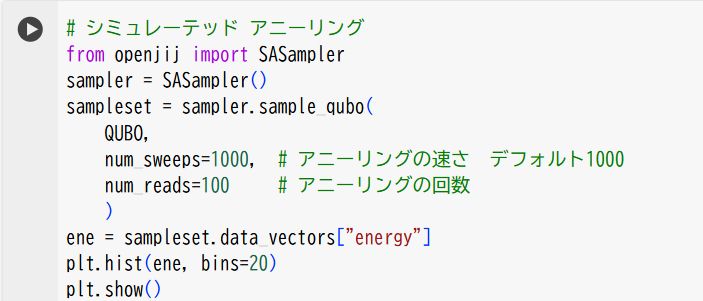 # シミュレーテッド アニーリング
from openjij import SASampler
sampler = SASampler()
sampleset = sampler.sample_qubo(
    QUBO,
    num_sweeps=1000,  # アニーリングの速さ　デフォルト1000
    num_reads=100     # アニーリングの回数
    )
ene = sampleset.data_vectors["energy"]
plt.hist(ene, bins=20)
plt.show()